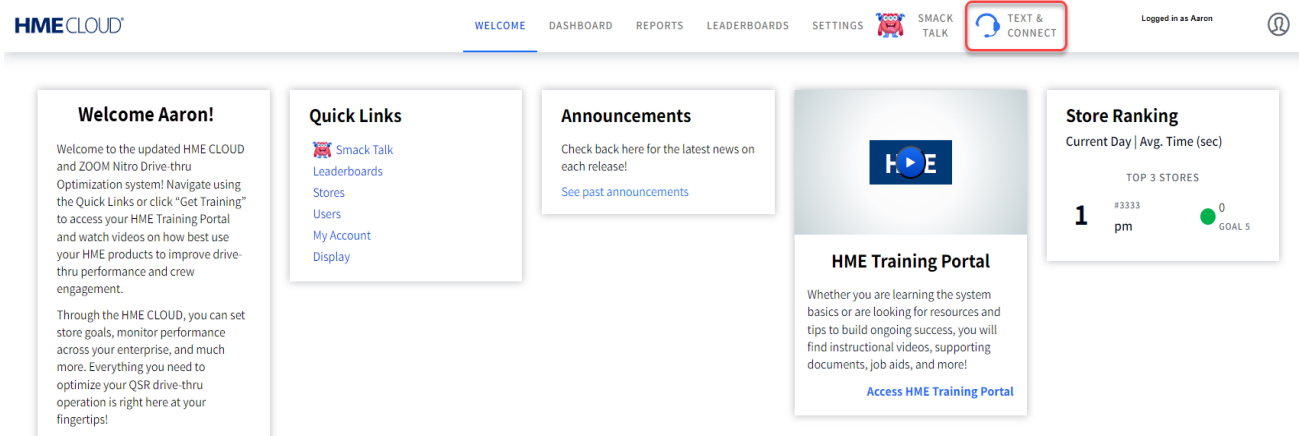 HME CLOUD®
WELCOME
DASHBOARD
REPORTS
LEADERBOARDS
SETTINGS
SMACK
TALK
TEXT &
CONNECT
Logged in as Aaron
Welcome Aaron!
Welcome to the updated HME CLOUD
and ZOOM Nitro Drive-thru
Optimization system! Navigate using
the Quick Links or click “Get Training”
to access your HME Training Portal
and watch videos on how best use
your HME products to improve drive-
thru performance and crew
engagement.
Through the HME CLOUD, you can set
store goals, monitor performance
across your enterprise, and much
more. Everything you need to
optimize your QSR drive-thru
operation is right here at your
fingertips!
Quick Links
Smack Talk
Leaderboards
Stores
Users
My Account
Display
Announcements
Check back here for the latest news on
each release!
See past announcements
HME
HME Training Portal
Whether you are learning the system
basics or are looking for resources and
tips to build ongoing success, you will
find instructional videos, supporting
documents, job aids, and more!
Access HME Training Portal
Store Ranking
Current Day | Avg. Time (sec)
TOP 3 STORES
1
#3333
pm
0
GOAL 5